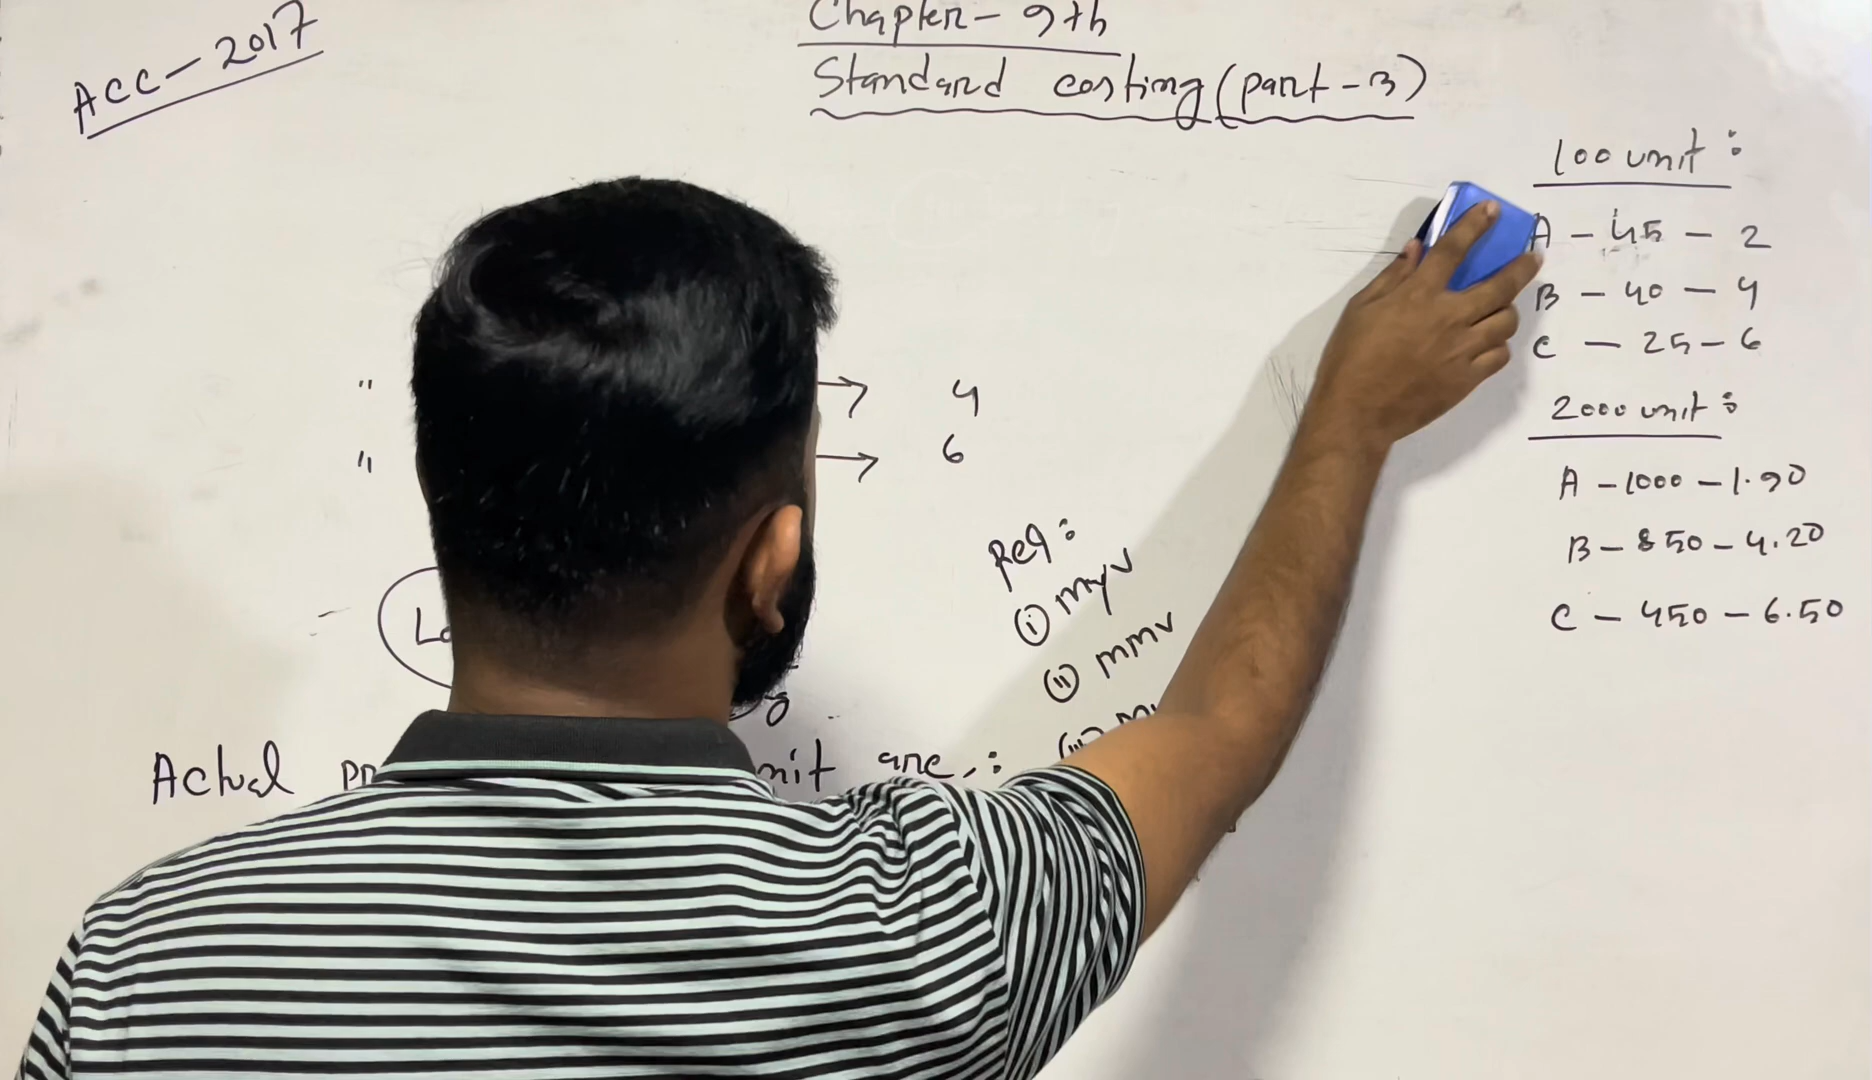 ACC - 2017
Chapter - 9th
Standard costing (part-3)
" → 4
" → 6
Req:
(i) myv
(ii) mmv
Actual are,:
100 unit:
A - 45 - 2
B - 40 - 4
C - 25 - 6
2000 unit:
A - 1000 - 1.90
B - 850 - 4.20
C - 450 - 6.50